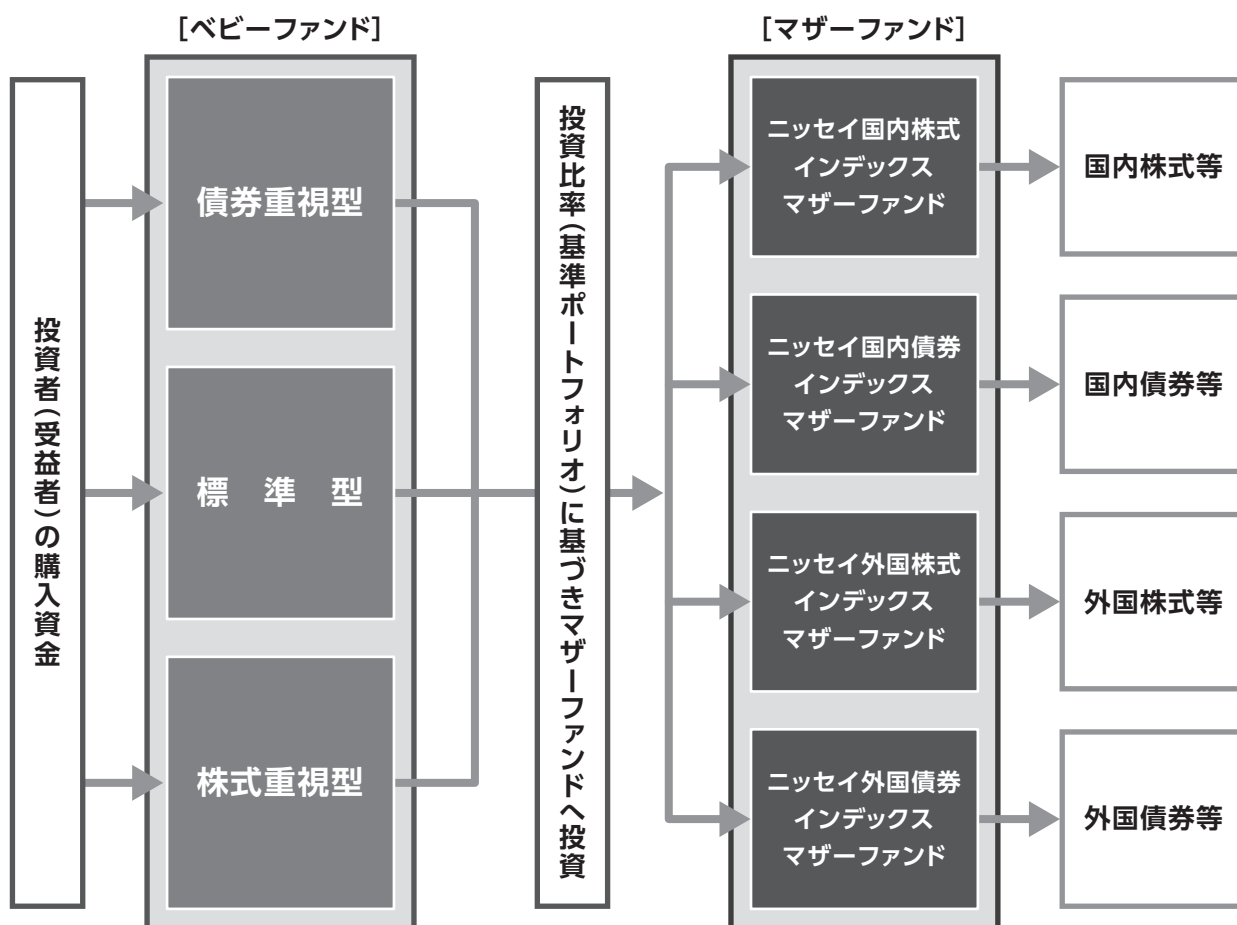 [ベビーファンド]
[マザーファンド]
投資者(受益者)の購入資金
債券重視型
標 準 型
株式重視型
投資比率(基準ポートフォリオ)に基づきマザーファンドへ投資
ニッセイ国内株式
インデックス
マザーファンド
国内株式等
ニッセイ国内債券
インデックス
マザーファンド
国内債券等
ニッセイ外国株式
インデックス
マザーファンド
外国株式等
ニッセイ外国債券
インデックス
マザーファンド
外国債券等